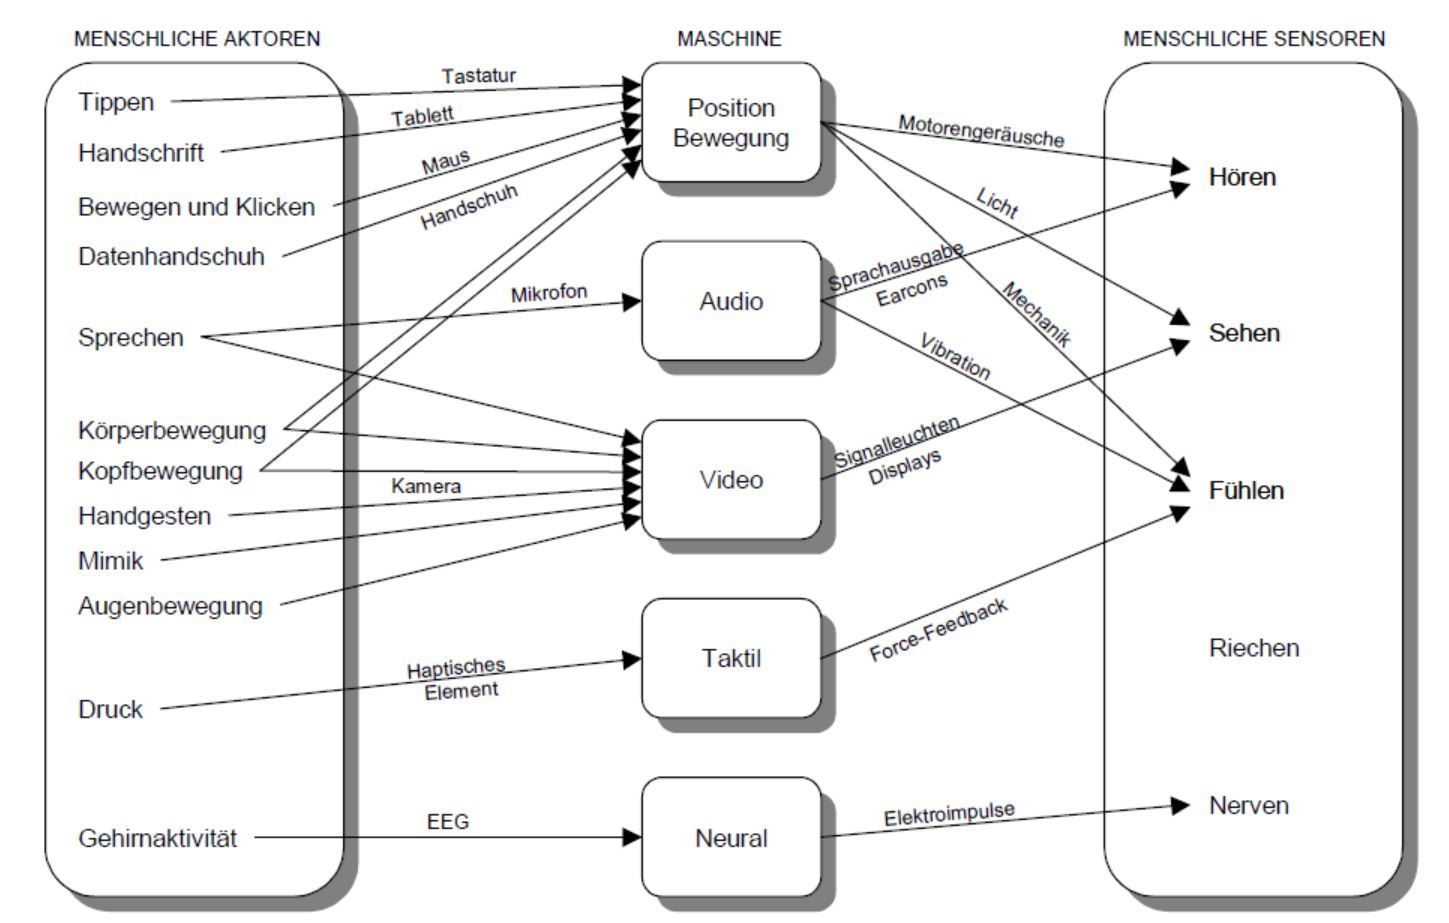 MENSCHLICHE AKTOREN
MASCHINE
MENSCHLICHE SENSOREN
Tippen
Handschrift
Bewegen und Klicken
Datenhandschuh
Sprechen
Körperbewegung
Kopfbewegung
Handgesten
Mimik
Augenbewegung
Druck
Gehirnaktivität
Tastatur
Tablett
Maus
Handschuh
Mikrofon
Kamera
Haptisches
Element
EEG
Position
Bewegung
Audio
Video
Taktil
Neural
Motorengeräusche
Licht
Sprachausgabe
Earcons
Mechanik
Vibration
Signalleuchten
Displays
Force-Feedback
Elektroimpulse
Hören
Sehen
Fühlen
Riechen
Nerven